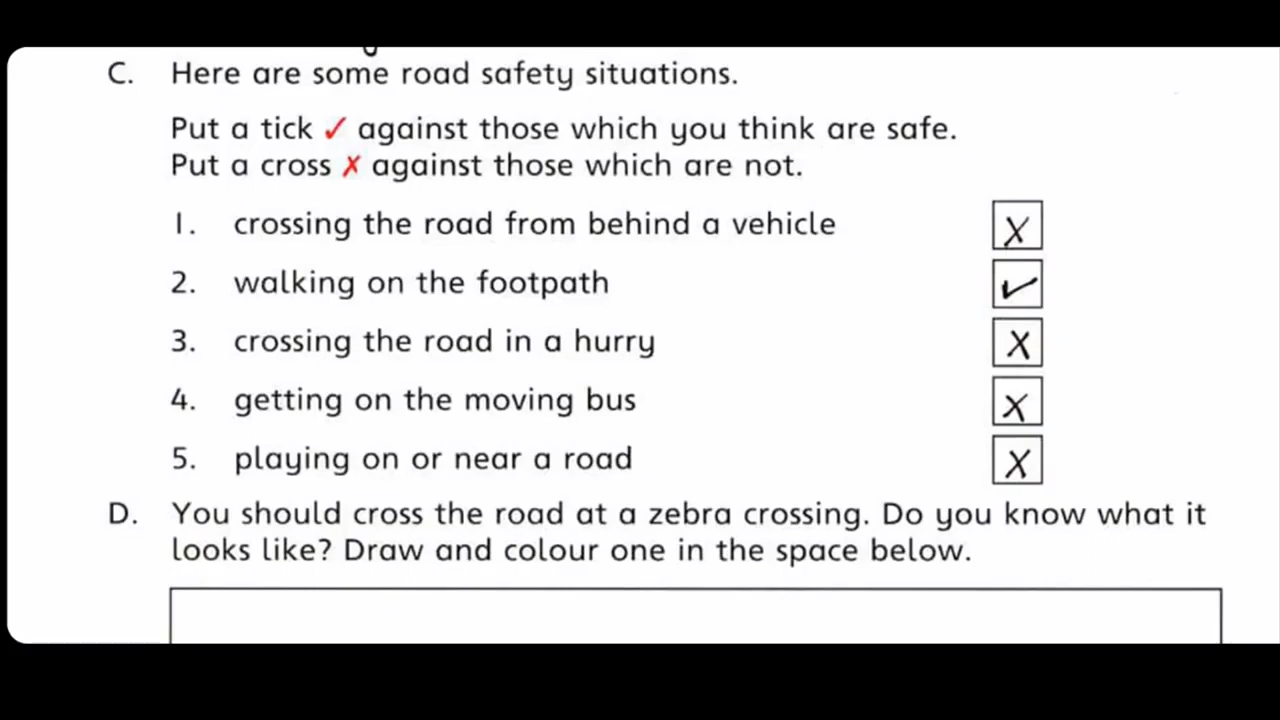 C. Here are some road safety situations.
Put a tick ✓ against those which you think are safe.
Put a cross ✗ against those which are not.
1. crossing the road from behind a vehicle X
2. walking on the footpath ✓
3. crossing the road in a hurry X
4. getting on the moving bus X
5. playing on or near a road X
D. You should cross the road at a zebra crossing. Do you know what it
looks like? Draw and colour one in the space below.